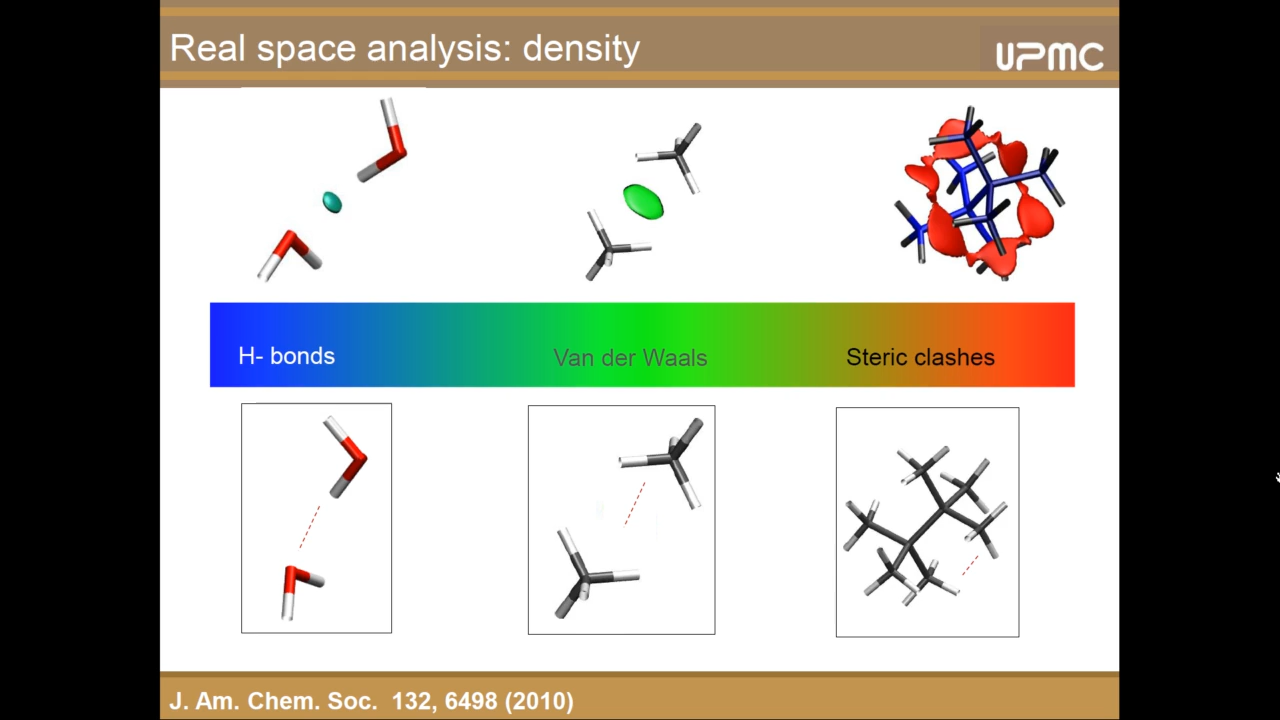 Real space analysis: density
UPMC
H- bonds
Van der Waals
Steric clashes
J. Am. Chem. Soc.  132, 6498 (2010)